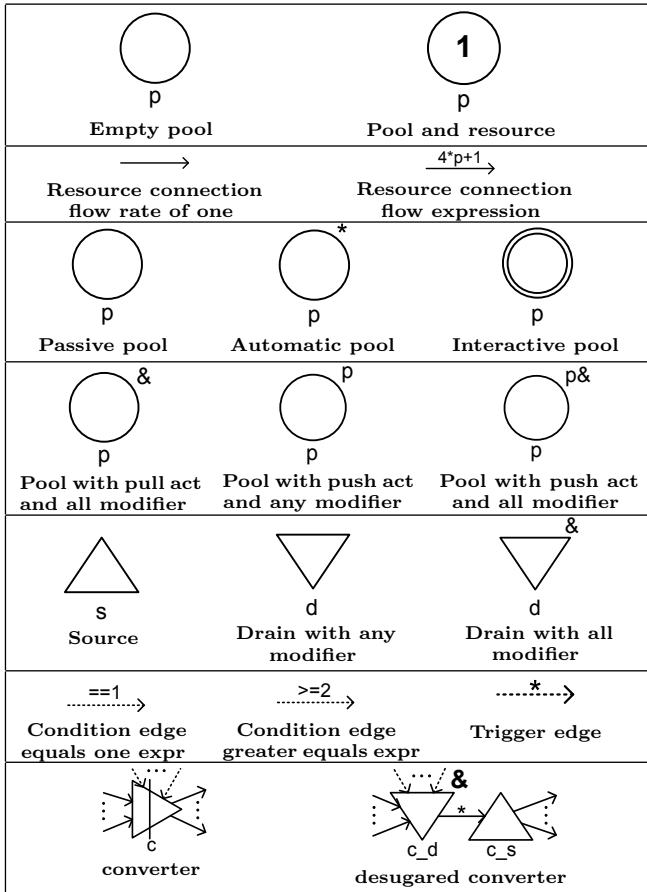 1
p
p
Empty pool
Pool and resource
4*p+1
Resource connection
flow rate of one
Resource connection
flow expression
*
p
p
p
Passive pool
Automatic pool
Interactive pool
&
p
p&
p
p
p
Pool with pull act
and all modifier
Pool with push act
and any modifier
Pool with push act
and all modifier
&
s
d
d
Source
Drain with any
modifier
Drain with all
modifier
==1
>=2
*
Condition edge
equals one expr
Condition edge
greater equals expr
Trigger edge
&
*
c
c_d
c_s
converter
desugared converter